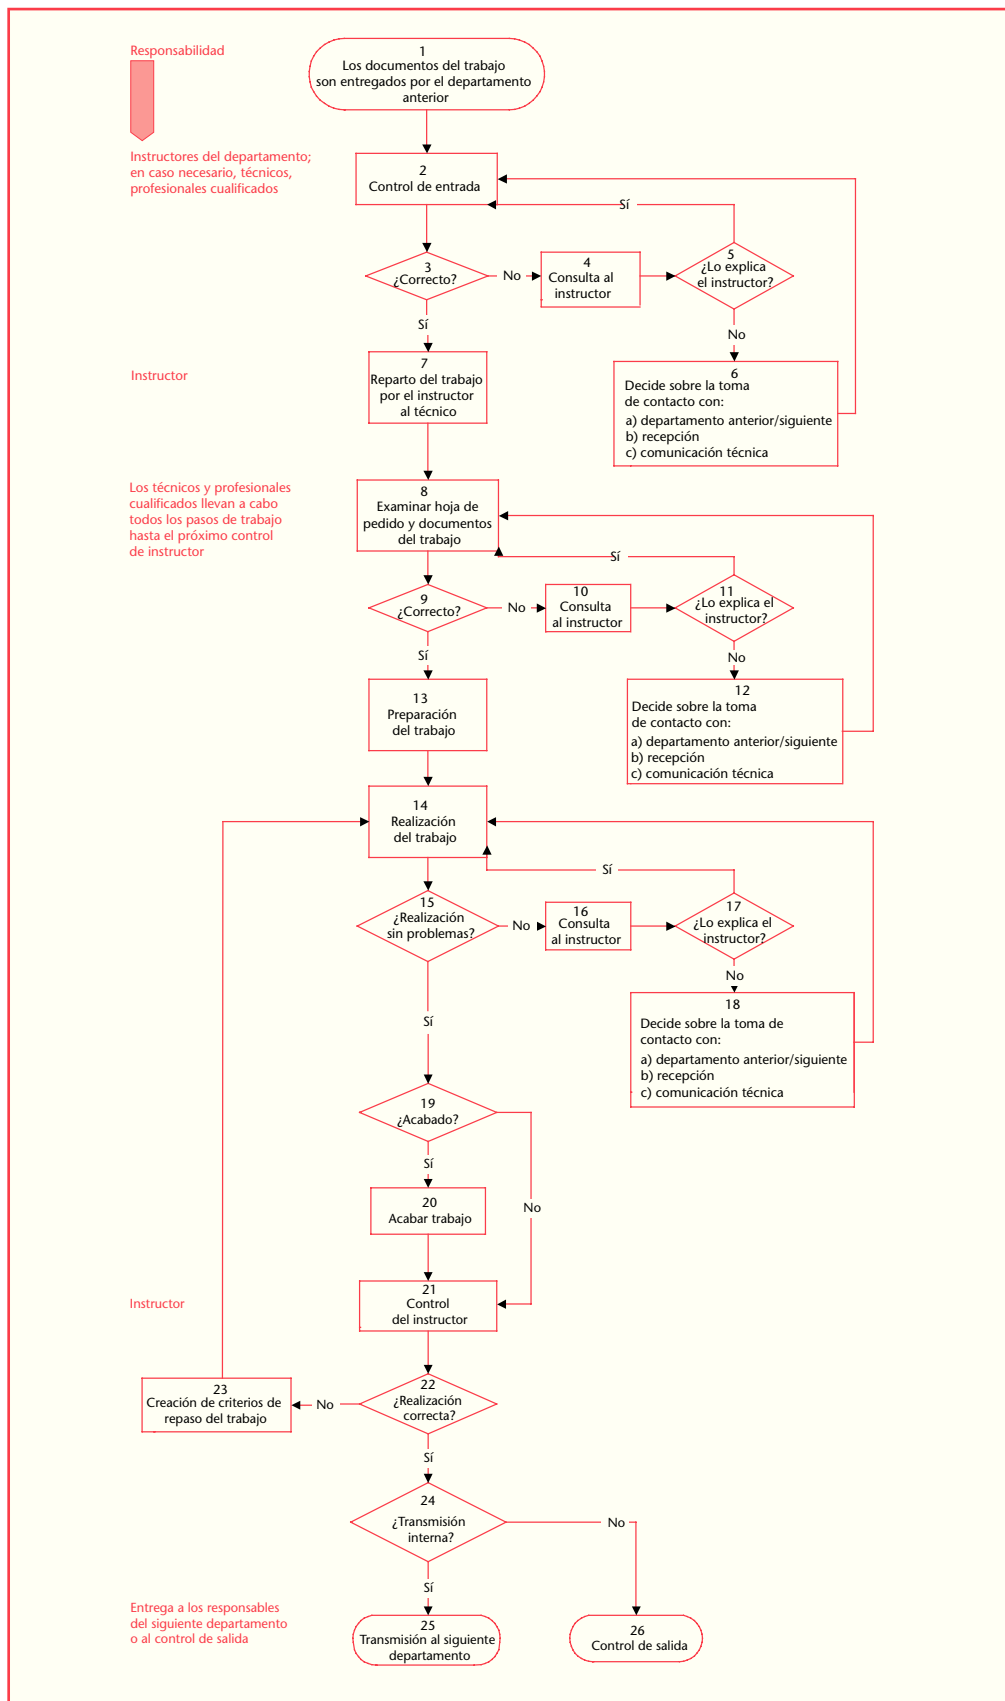 Responsabilidad
1
Los documentos del trabajo
son entregados por el departamento
anterior
Instructores del departamento;
en caso necesario, técnicos,
profesionales cualificados
2
Control de entrada
Sí
3
¿Correcto?
No
4
Consulta al
instructor
5
¿Lo explica
el instructor?
Sí
No
Instructor
7
Reparto del trabajo
por el instructor
al técnico
6
Decide sobre la toma
de contacto con:
a) departamento anterior/siguiente
b) recepción
c) comunicación técnica
Los técnicos y profesionales
cualificados llevan a cabo
todos los pasos de trabajo
hasta el próximo control
de instructor
8
Examinar hoja de
pedido y documentos
del trabajo
Sí
9
¿Correcto?
No
10
Consulta
al instructor
11
¿Lo explica el
instructor?
Sí
No
13
Preparación
del trabajo
12
Decide sobre la toma
de contacto con:
a) departamento anterior/siguiente
b) recepción
c) comunicación técnica
14
Realización
del trabajo
Sí
15
¿Realización
sin problemas?
No
16
Consulta
al instructor
17
¿Lo explica el
instructor?
No
Sí
18
Decide sobre la toma de
contacto con:
a) departamento anterior/siguiente
b) recepción
c) comunicación técnica
19
¿Acabado?
Sí
20
Acabar trabajo
No
Instructor
21
Control
del instructor
22
¿Realización
correcta?
No
23
Creación de criterios de
repaso del trabajo
Sí
24
¿Transmisión
interna?
No
Sí
Entrega a los responsables
del siguiente departamento
o al control de salida
25
Transmisión al siguiente
departamento
26
Control de salida